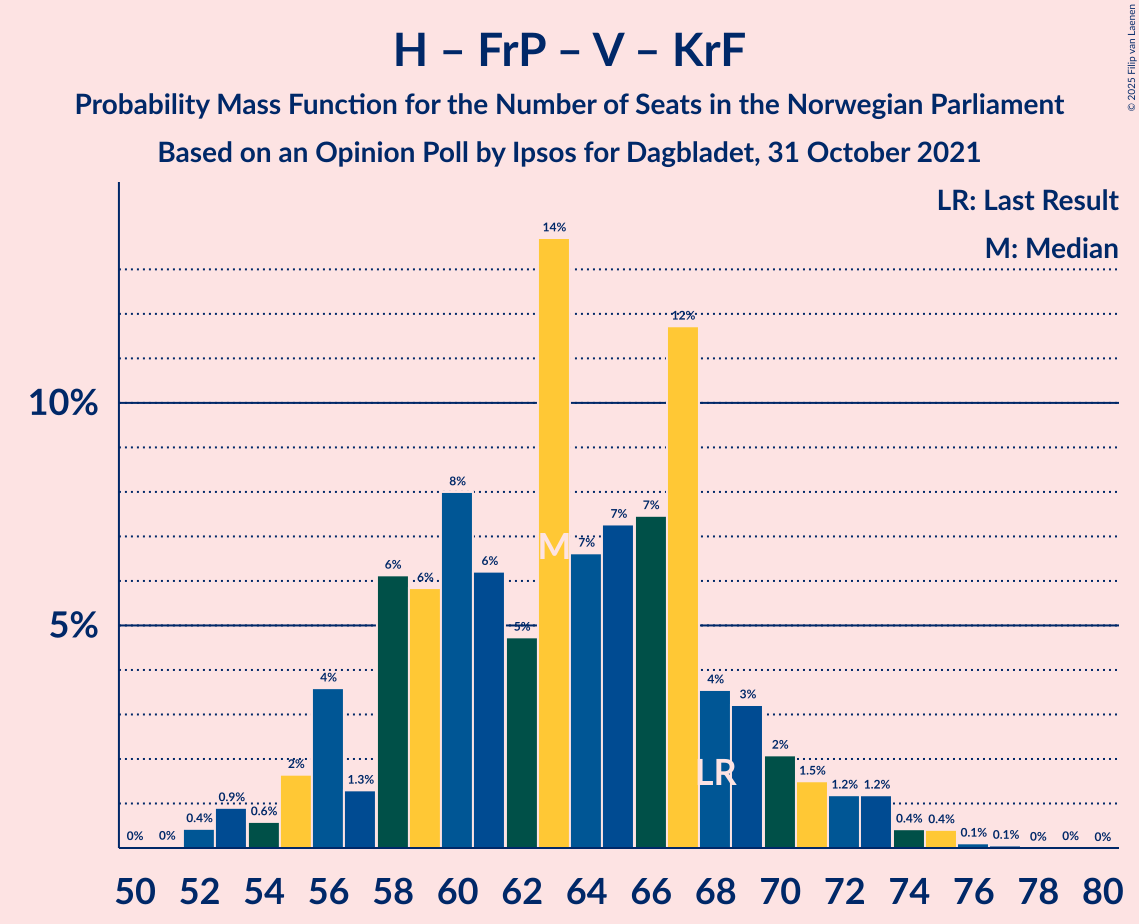 H – FrP – V – KrF
Probability Mass Function for the Number of Seats in the Norwegian Parliament
Based on an Opinion Poll by Ipsos for Dagbladet, 31 October 2021
© 2025 Filip van Laenen
LR: Last Result
M: Median
10%
5%
0% 0% 0.4% 0.9% 0.6% 2% 4% 1.3% 6% 6% 8% 6% 5% 14% 7% 7% 7% 12% 4% 3% 2% 1.5% 1.2% 1.2% 0.4% 0.4% 0.1% 0.1% 0% 0% 0%
M
LR
50 52 54 56 58 60 62 64 66 68 70 72 74 76 78 80